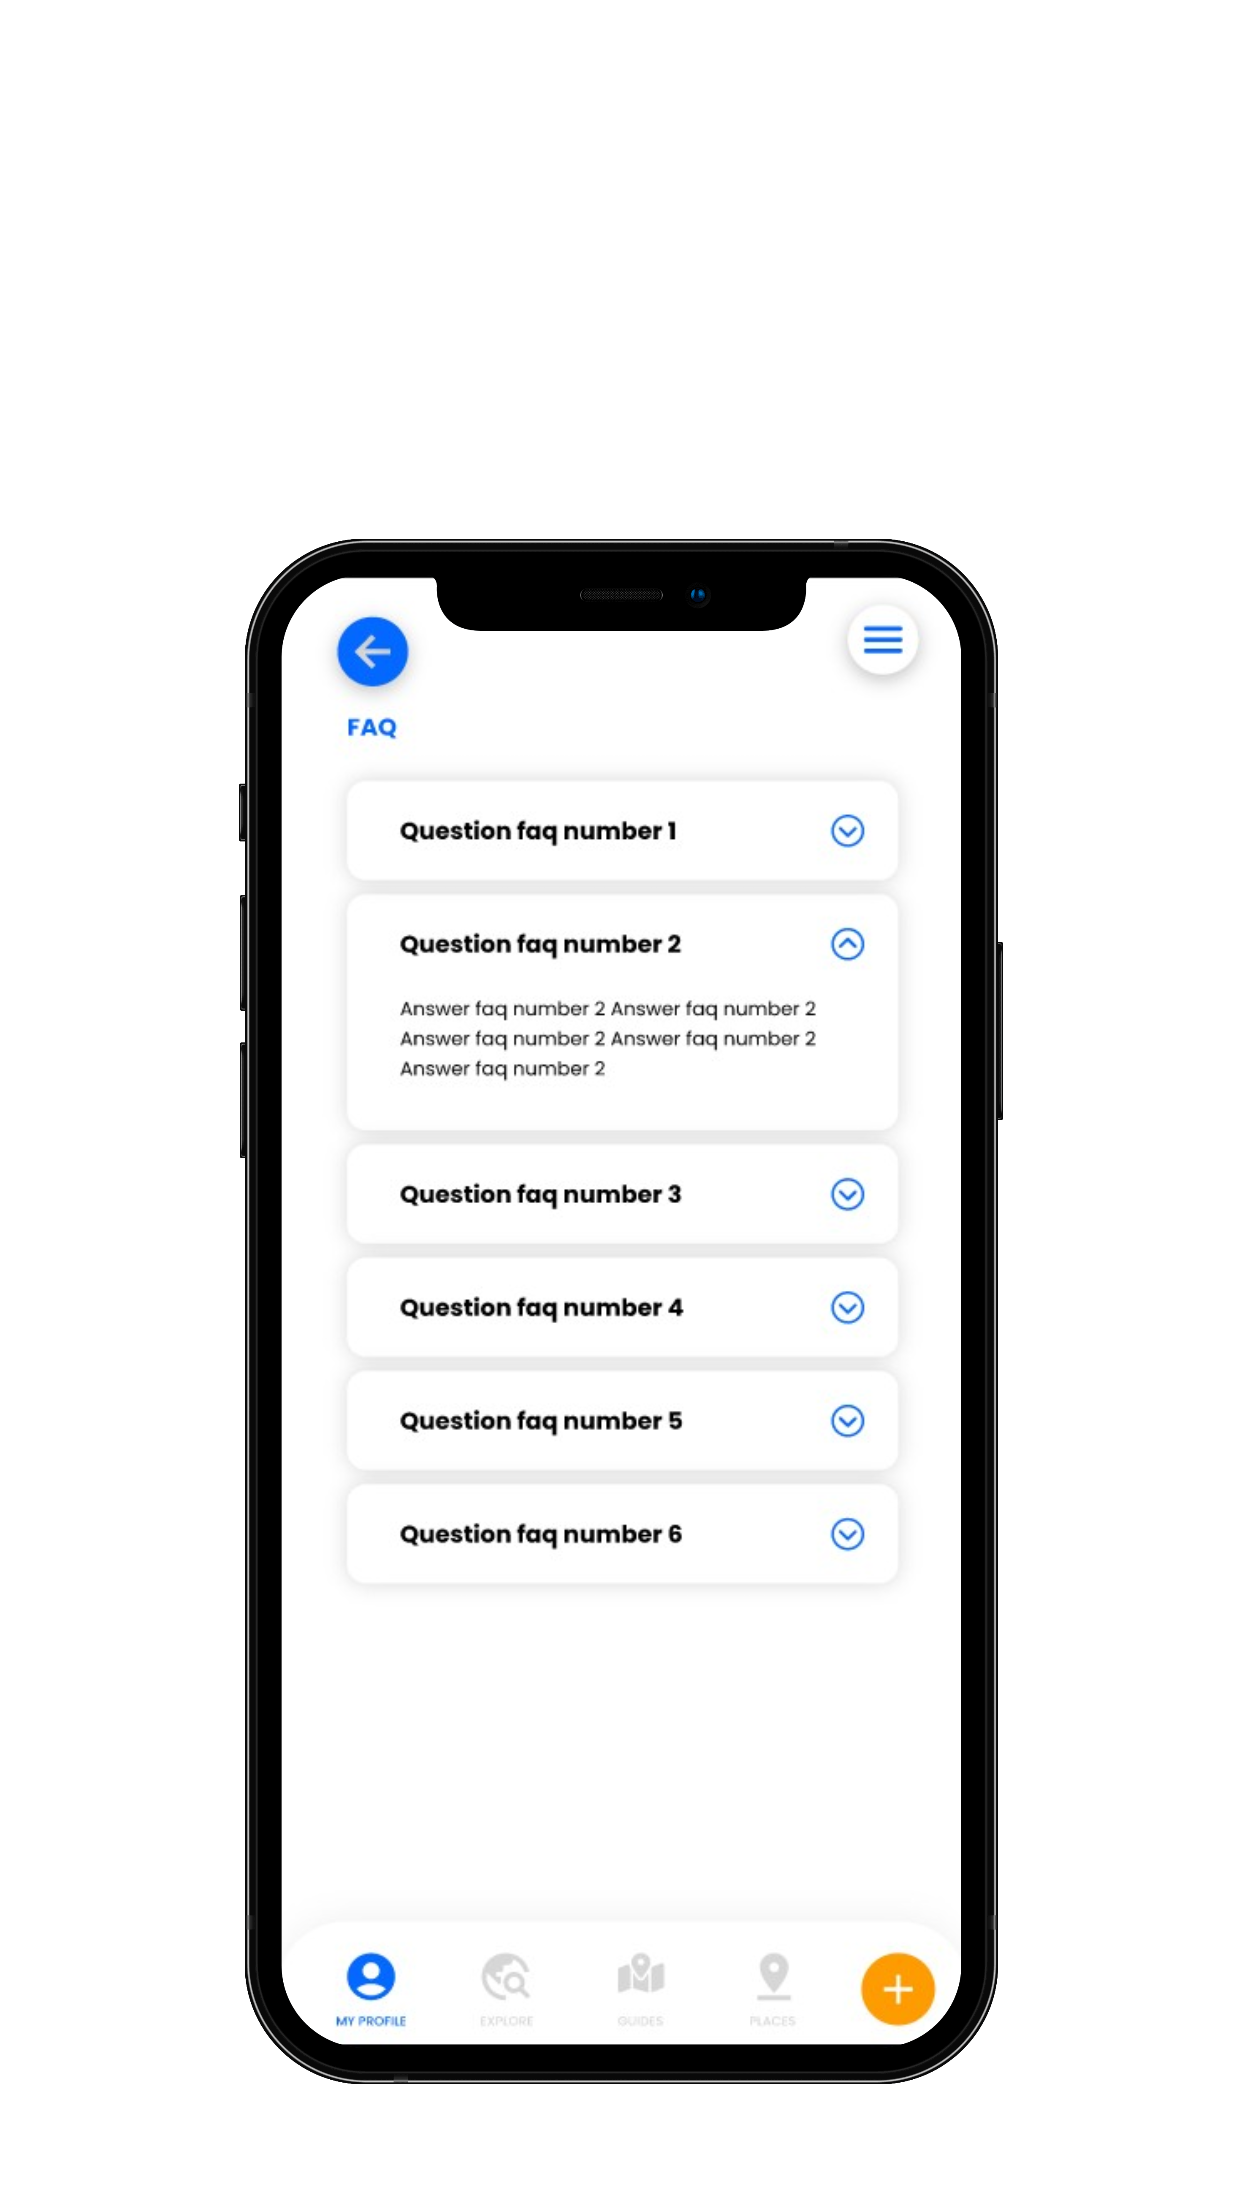 FAQ
Question faq number 1
Question faq number 2
Answer faq number 2 Answer faq number 2
Answer faq number 2 Answer faq number 2
Answer faq number 2
Question faq number 3
Question faq number 4
Question faq number 5
Question faq number 6
MY PROFILE
EXPLORE
GUIDES
PLACES